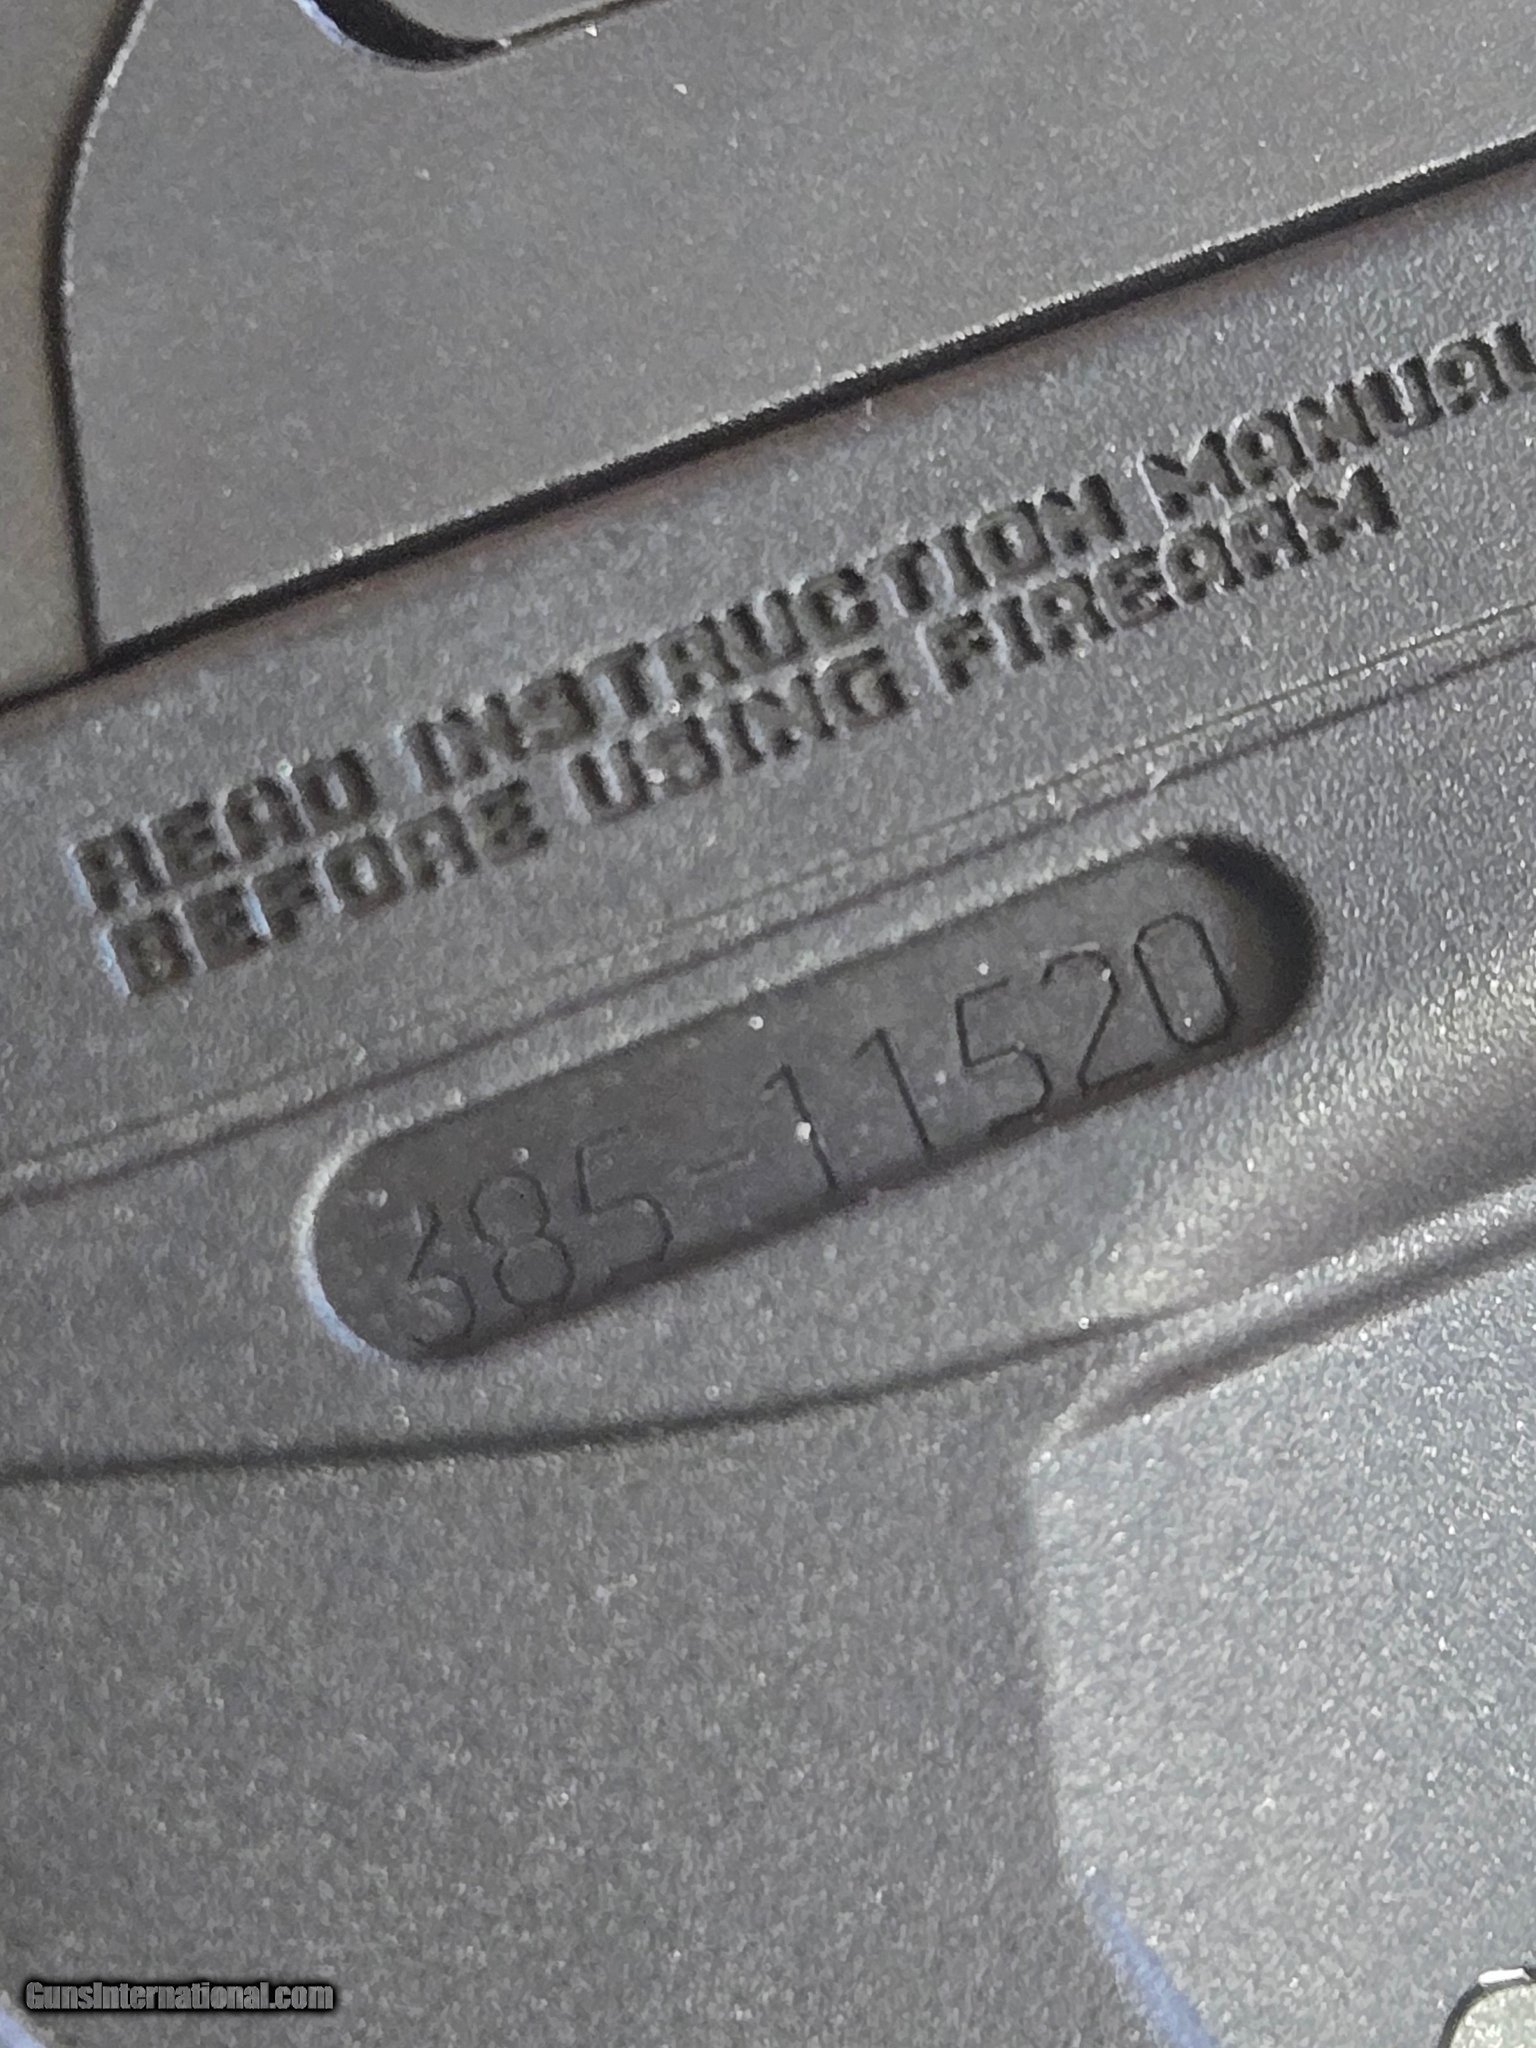 READ INSTRUCTION MANUAL
BEFORE USING FIREARM
385-11520
GunsInternational.com